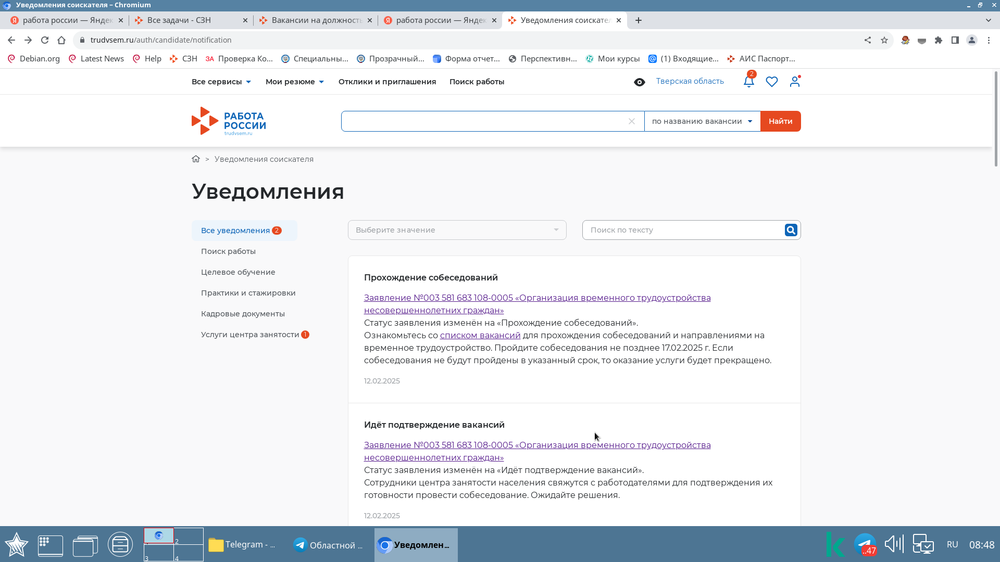 Уведомления соискателя – Chromium
работа россии — Яндек
Все задачи - СЗН
Вакансии на должность
работа россии — Яндек
Уведомления соискател
trudvsem.ru/auth/candidate/notification
Debian.org
Latest News
Help
СЗН
ЗА Проверка Ко...
Специальны...
Прозрачный...
Форма отчет...
Перспективн...
Мои курсы
(1) Входящие...
АИС Паспорт...
Все сервисы
Мои резюме
Отклики и приглашения
Поиск работы
Тверская область
2
РАБОТА
РОССИИ
trudvsem.ru
по названию вакансии
Найти
> Уведомления соискателя
Уведомления
Все уведомления 2
Поиск работы
Целевое обучение
Практики и стажировки
Кадровые документы
Услуги центра занятости 1
Выберите значение
Поиск по тексту
Прохождение собеседований
Заявление №003 581 683 108-0005 «Организация временного трудоустройства
несовершеннолетних граждан»
Статус заявления изменён на «Прохождение собеседований».
Ознакомьтесь со списком вакансий для прохождения собеседований и направлениями на
временное трудоустройство. Пройдите собеседования не позднее 17.02.2025 г. Если
собеседования не будут пройдены в указанный срок, то оказание услуги будет прекращено.
12.02.2025
Идёт подтверждение вакансий
Заявление №003 581 683 108-0005 «Организация временного трудоустройства
несовершеннолетних граждан»
Статус заявления изменён на «Идёт подтверждение вакансий».
Сотрудники центра занятости населения свяжутся с работодателями для подтверждения их
готовности провести собеседование. Ожидайте решения.
12.02.2025
2
3
4
Telegram - ...
Областной ...
Уведомлен...
..47
RU
08:48